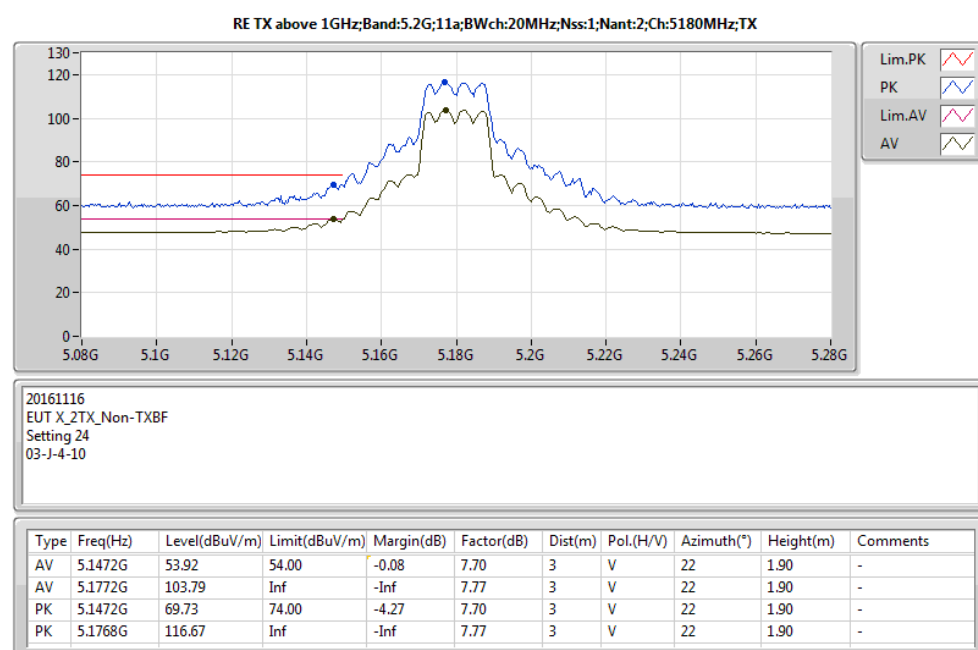 RE TX above 1GHz;Band:5.2G;11a;BWch:20MHz;Nss:1;Nant:2;Ch:5180MHz;TX
130
120
100
80
60
40
20
0
5.08G 5.1G 5.12G 5.14G 5.16G 5.18G 5.2G 5.22G 5.24G 5.26G 5.28G
Lim.PK
PK
Lim.AV
AV
20161116
EUT X_2TX_Non-TXBF
Setting 24
03-J-4-10
Type Freq(Hz) Level(dBuV/m) Limit(dBuV/m) Margin(dB) Factor(dB) Dist(m) Pol.(H/V) Azimuth(°) Height(m) Comments
AV 5.1472G 53.92 54.00 -0.08 7.70 3 V 22 1.90 -
AV 5.1772G 103.79 Inf -Inf 7.77 3 V 22 1.90 -
PK 5.1472G 69.73 74.00 -4.27 7.70 3 V 22 1.90 -
PK 5.1768G 116.67 Inf -Inf 7.77 3 V 22 1.90 -